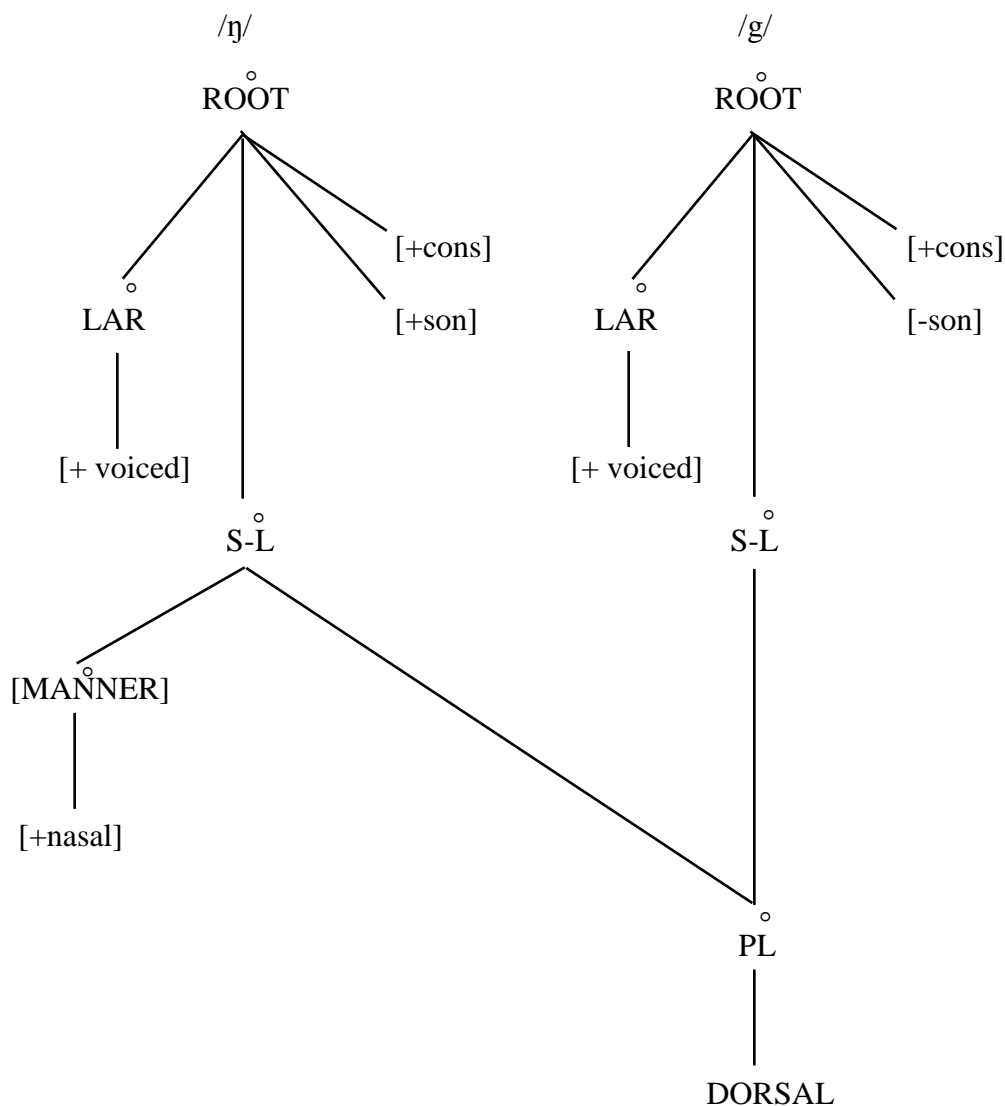 /ŋ/ /g/
ROOT ROOT
[+cons] [+cons]
LAR [+son] LAR [-son]
[+ voiced] [+ voiced]
S-L S-L
[MANNER]
[+nasal]
PL
DORSAL